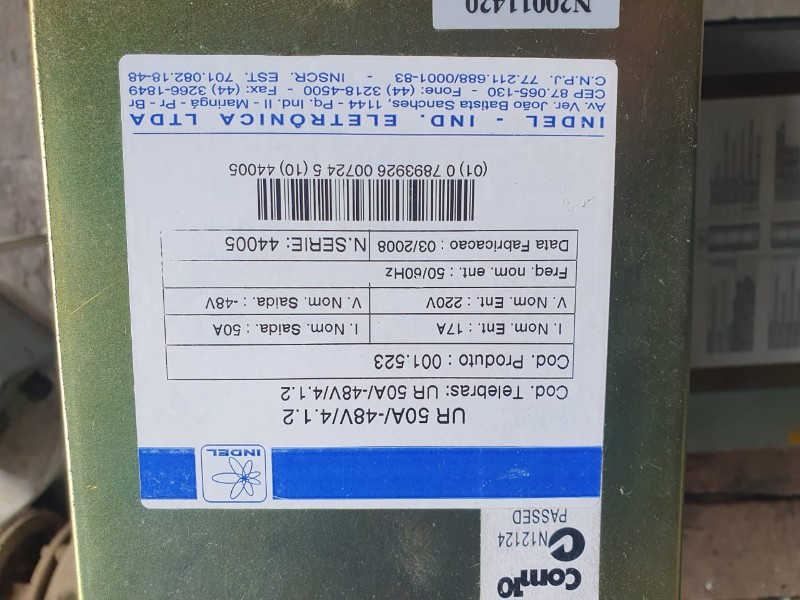 Com10
N12124
PASSED
INDEL
UR 50A/-48V/4.1.2
Cod. Telebras: UR 50A/-48V/4.1.2
Cod. Produto : 001.523
I. Nom. Ent. : 17A I. Nom. Saida. : 50A
V. Nom. Ent. : 220V V. Nom. Saida. : -48V
Freq. nom. ent. : 50/60Hz
Data Fabricacao : 03/2008 N.SERIE: 44005
(01) 0 7893926 00724 5 (10) 44005
INDEL - IND. ELETRÔNICA LTDA
Av. Ver. João Batista Sanches, 1144 - Pq. Ind. II - Maringá - Pr - Br
CEP 87.065-130 - Fone: (44) 3218-4500 - Fax: (44) 3266-1849
C.N.P.J. 77.211.688/0001-83 - INSCR. EST. 701.082.18-48
N20011420